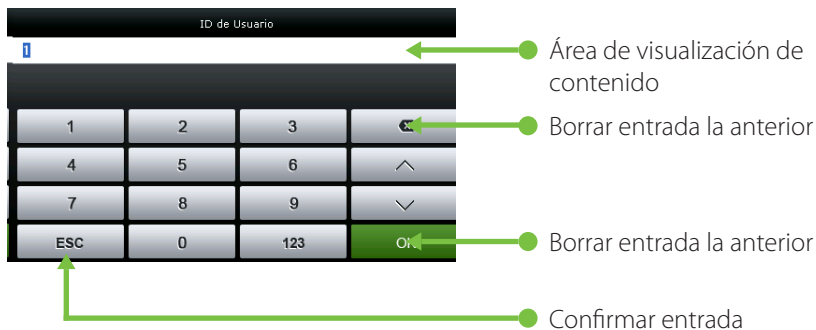 ID de Usuario
1
Área de visualización de
contenido
1 2 3
Borrar entrada la anterior
4 5 6
7 8 9
ESC 0 123 OK
Borrar entrada la anterior
Confirmar entrada